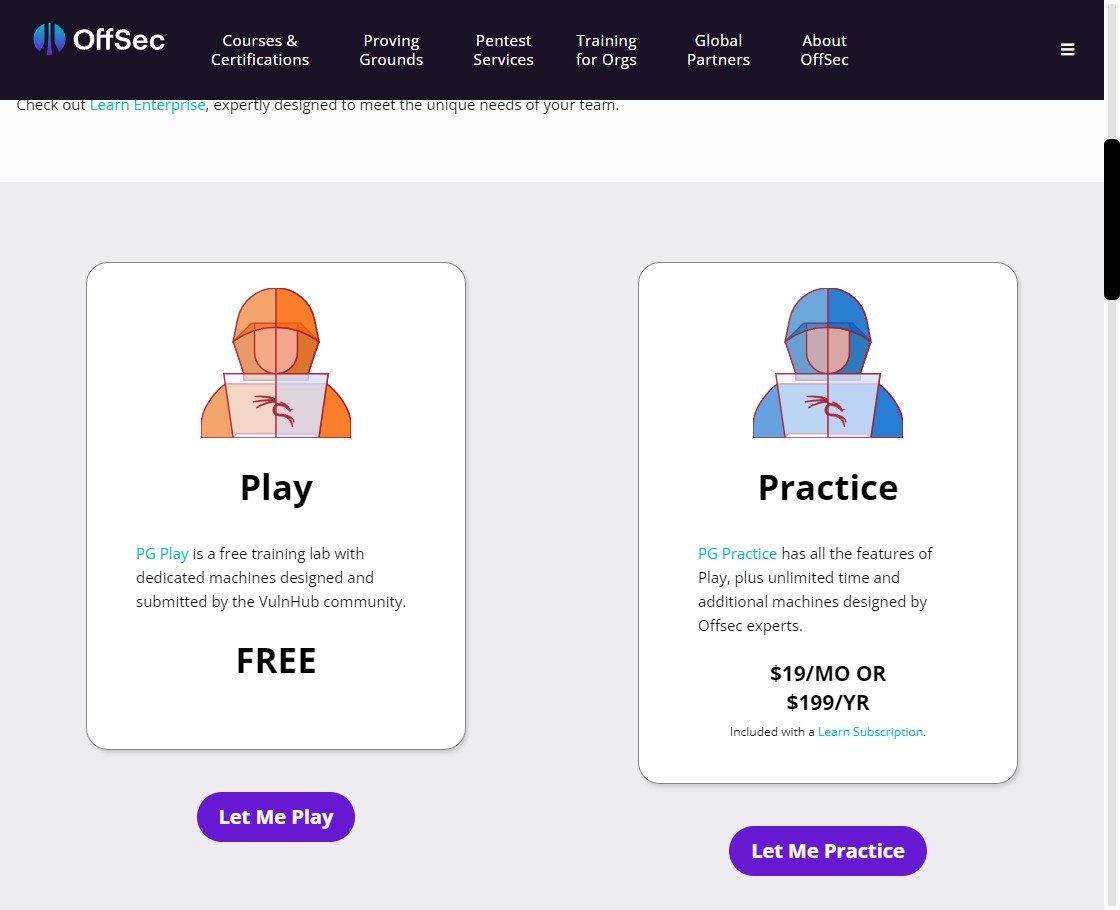 OffSec
Courses &
Certifications
Proving
Grounds
Pentest
Services
Training
for Orgs
Global
Partners
About
OffSec
Check out Learn Enterprise, expertly designed to meet the unique needs of your team.
Play
PG Play is a free training lab with
dedicated machines designed and
submitted by the VulnHub community.
FREE
Let Me Play
Practice
PG Practice has all the features of
Play, plus unlimited time and
additional machines designed by
Offsec experts.
$19/MO OR
$199/YR
Included with a Learn Subscription.
Let Me Practice